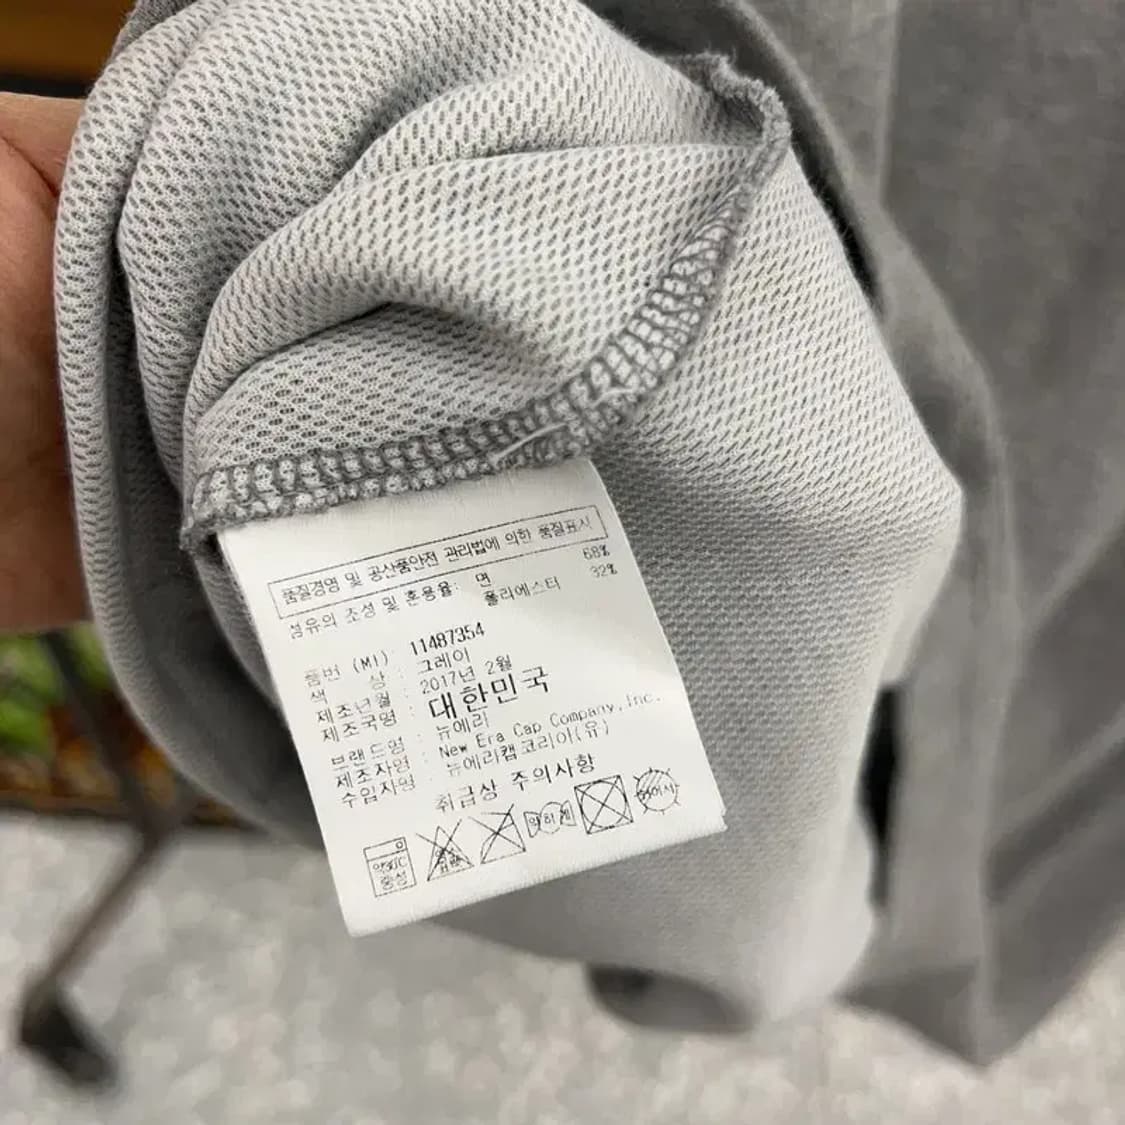 품질경영 및 공산품안전 관리법에 의한 품질표시
섬유의 조성 및 혼용율: 면 68%
폴리에스터 32%
품번 (MI) : 11487354
색 상 : 그레이
제조년월 : 2017년 2월
제조국명 : 대한민국
브랜드명 : 뉴에라
제조자명 : New Era Cap Company, Inc.
수입자명 : 뉴에라캡코리아(유)
취급상 주의사항
약하게